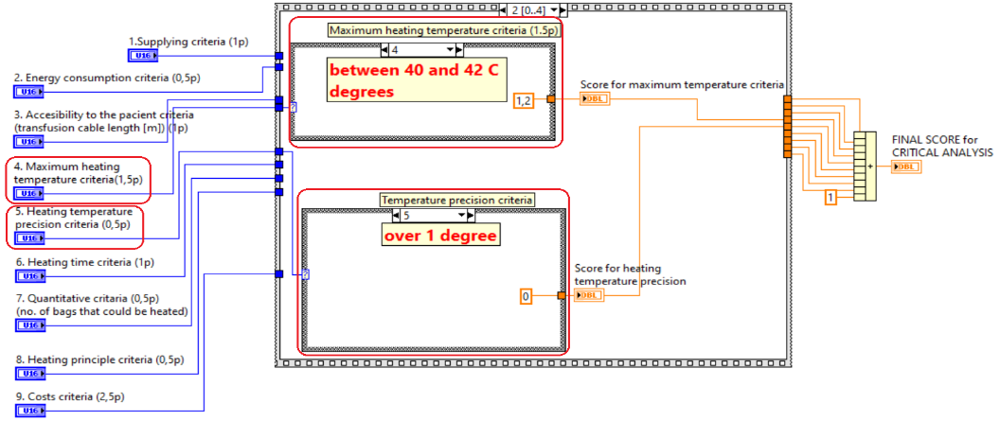 2 [0..4]
Maximum heating temperature criteria (1.5p)
4
between 40 and 42 C
degrees
1,2
1.Supplying criteria (1p)
U16
2. Energy consumption criteria (0,5p)
U16
3. Accesibility to the pacient criteria
(transfusion cable length [m]) (1p)
U16
4. Maximum heating
temperature criteria(1,5p)
U16
5. Heating temperature
precision criteria (0,5p)
U16
6. Heating time criteria (1p)
U16
7. Quantitative critaria (0,5p)
(no. of bags that could be heated)
U16
8. Heating principle criteria (0,5p)
U16
9. Costs criteria (2,5p)
U16
?
Temperature precision criteria
5
over 1 degree
?
0
Score for maximum temperature criteria
DBL
Score for heating
temperature precision
DBL
1
+
FINAL SCORE for
CRITICAL ANALYSIS
DBL